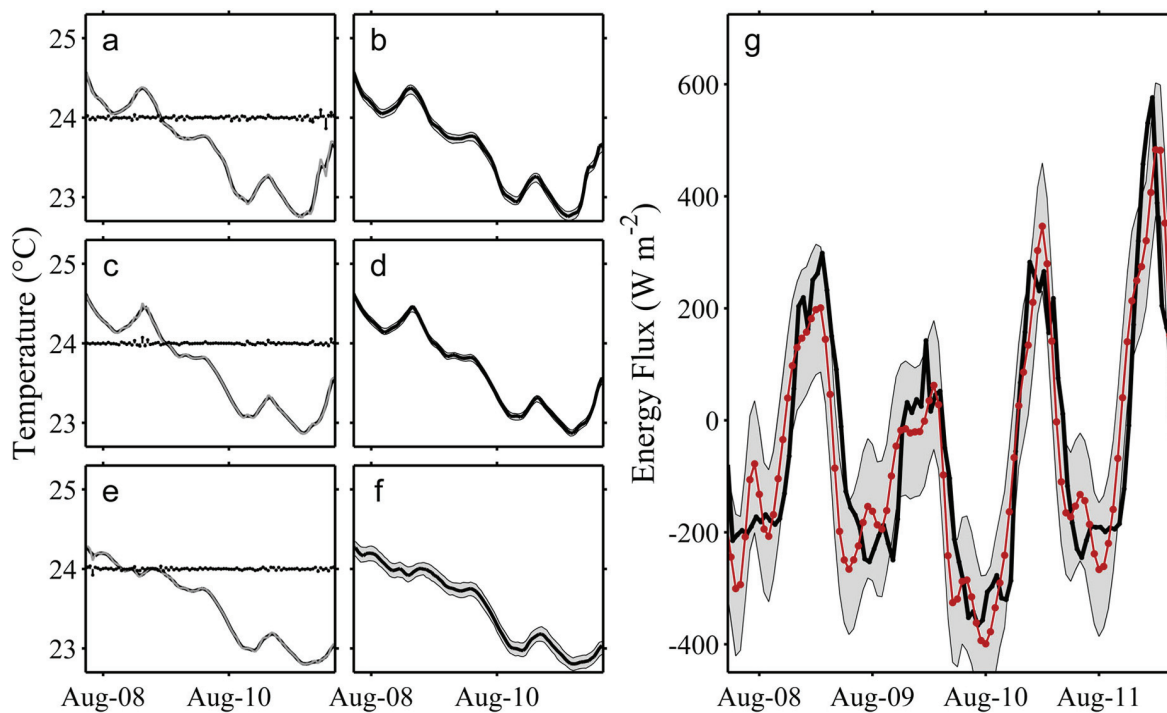 a
b
c
d
e
f
g
Temperature (°C)
25
24
23
25
24
23
25
24
23
Aug-08
Aug-10
Aug-08
Aug-10
Energy Flux (W m⁻²)
600
400
200
0
-200
-400
Aug-08
Aug-09
Aug-10
Aug-11